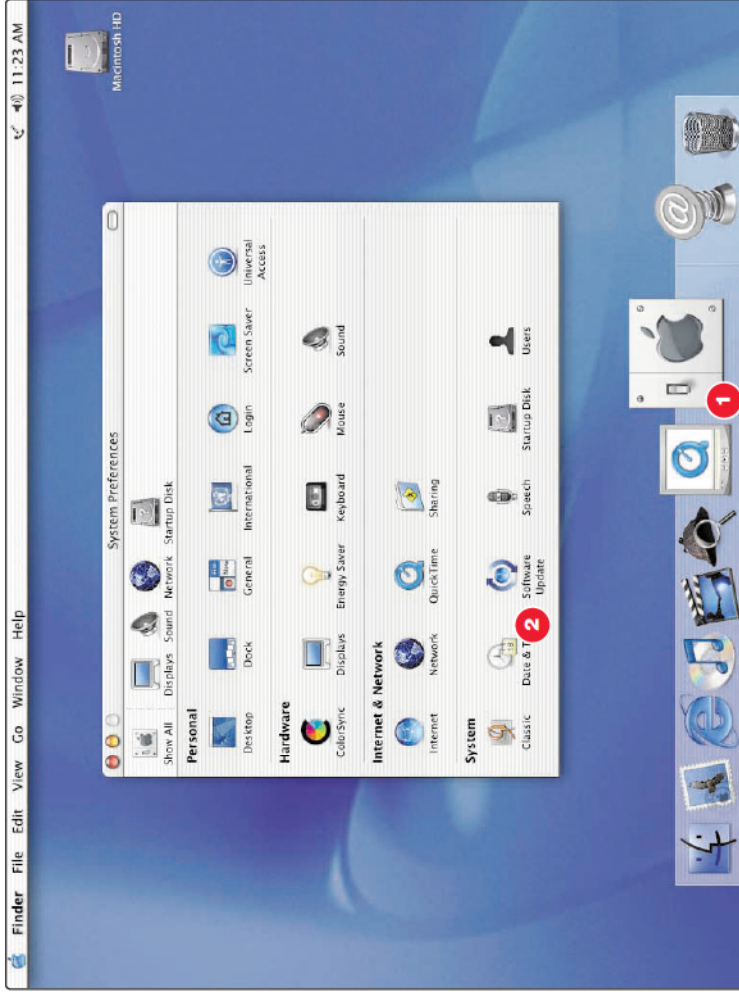 Finder File Edit View Go Window Help 11:23 AM
Macintosh HD
System Preferences
Show All Displays Sound Network Startup Disk
Personal
Desktop Dock General International Login Screen Saver Universal
Access
Hardware
ColorSync Displays Energy Saver Keyboard Mouse Sound
Internet & Network
Internet Network QuickTime Sharing
System
Classic Date & T Software Speech Startup Disk Users
Update
2
1